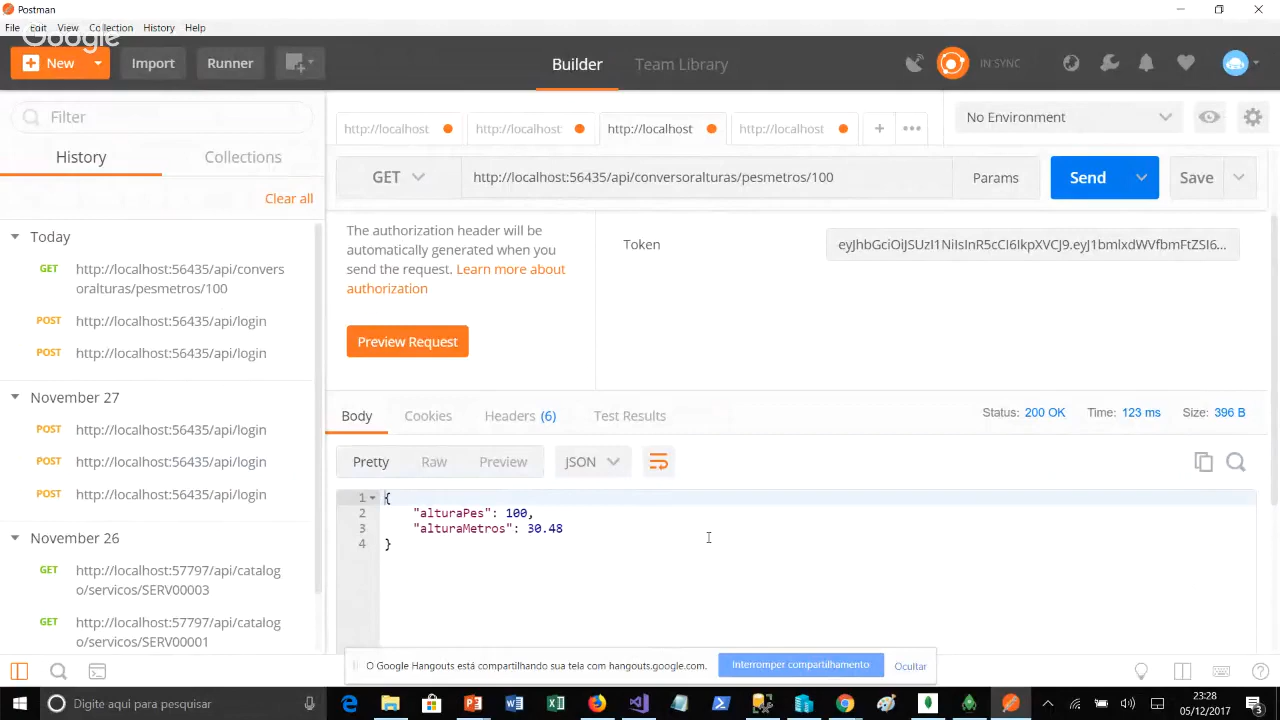 Postman
File Edit View Collection History Help
Google
New Import Runner Builder Team Library IN SYNC
Filter
http://localhost http://localhost: http://localhost http://localhost + ••• No Environment
History Collections
GET http://localhost:56435/api/conversoralturas/pesmetros/100 Params Send Save
Clear all
Today
GET http://localhost:56435/api/convers
oralturas/pesmetros/100
POST http://localhost:56435/api/login
POST http://localhost:56435/api/login
November 27
POST http://localhost:56435/api/login
POST http://localhost:56435/api/login
POST http://localhost:56435/api/login
November 26
GET http://localhost:57797/api/catalog
o/servicos/SERV00003
GET http://localhost:57797/api/catalog
o/servicos/SERV00001
The authorization header will be
automatically generated when you
send the request. Learn more about
authorization
Preview Request
Token eyJhbGciOiJSUzI1NiIsInR5cCI6IkpXVCJ9.eyJ1bmlxdWVfbmFtZSI6...
Body Cookies Headers (6) Test Results Status: 200 OK Time: 123 ms Size: 396 B
Pretty Raw Preview JSON
1 {
2 "alturaPes": 100,
3 "alturaMetros": 30.48
4 }
O Google Hangouts está compartilhando sua tela com hangouts.google.com. Interromper compartilhamento Ocultar
Digite aqui para pesquisar
23:28
05/12/2017
3